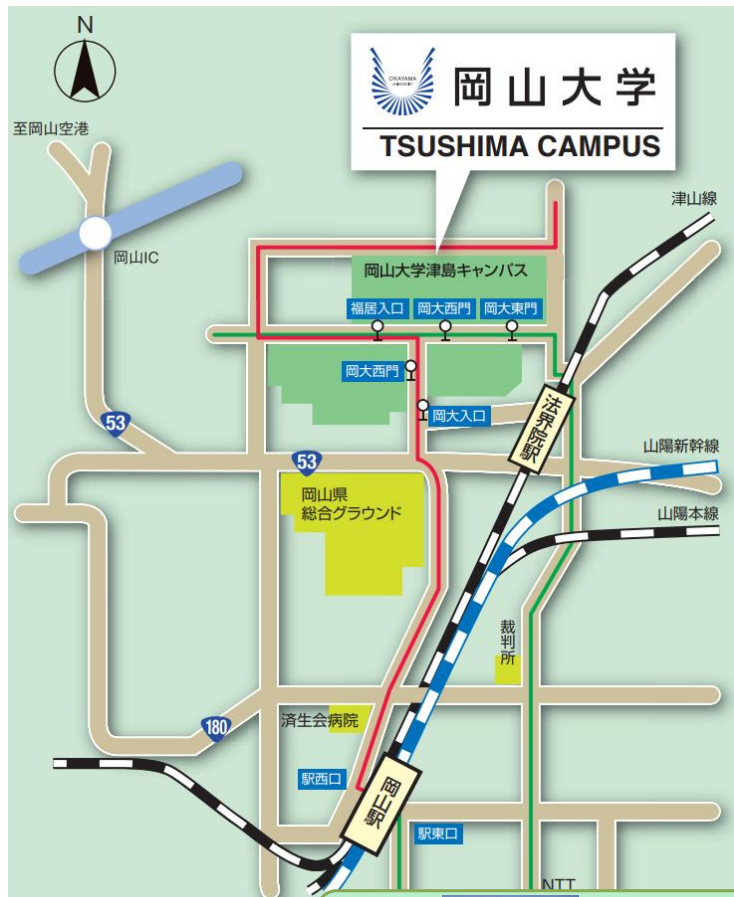 N
OKAYAMA
UNIVERSITY
岡山大学
TSUSHIMA CAMPUS
至岡山空港
岡山IC
津山線
岡山大学津島キャンパス
福居入口
岡大西門
岡大東門
岡大西門
岡大入口
法界院駅
53
53
山陽新幹線
岡山県
総合グラウンド
山陽本線
裁判所
180
済生会病院
駅西口
岡山駅
駅東口
NTT